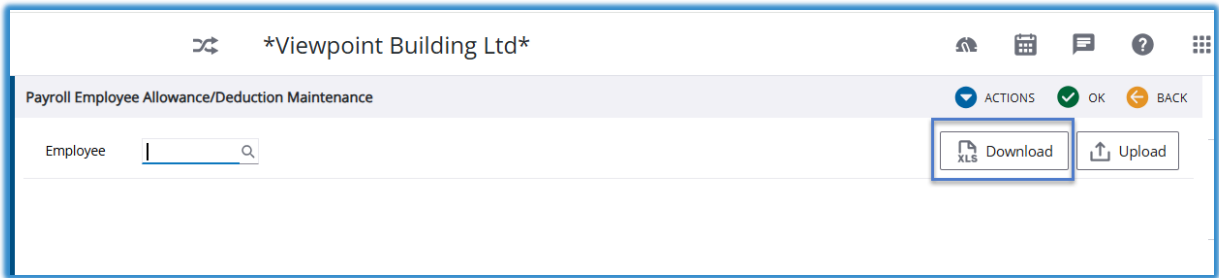 *Viewpoint Building Ltd*
Payroll Employee Allowance/Deduction Maintenance
ACTIONS OK BACK
Employee
XLS Download Upload